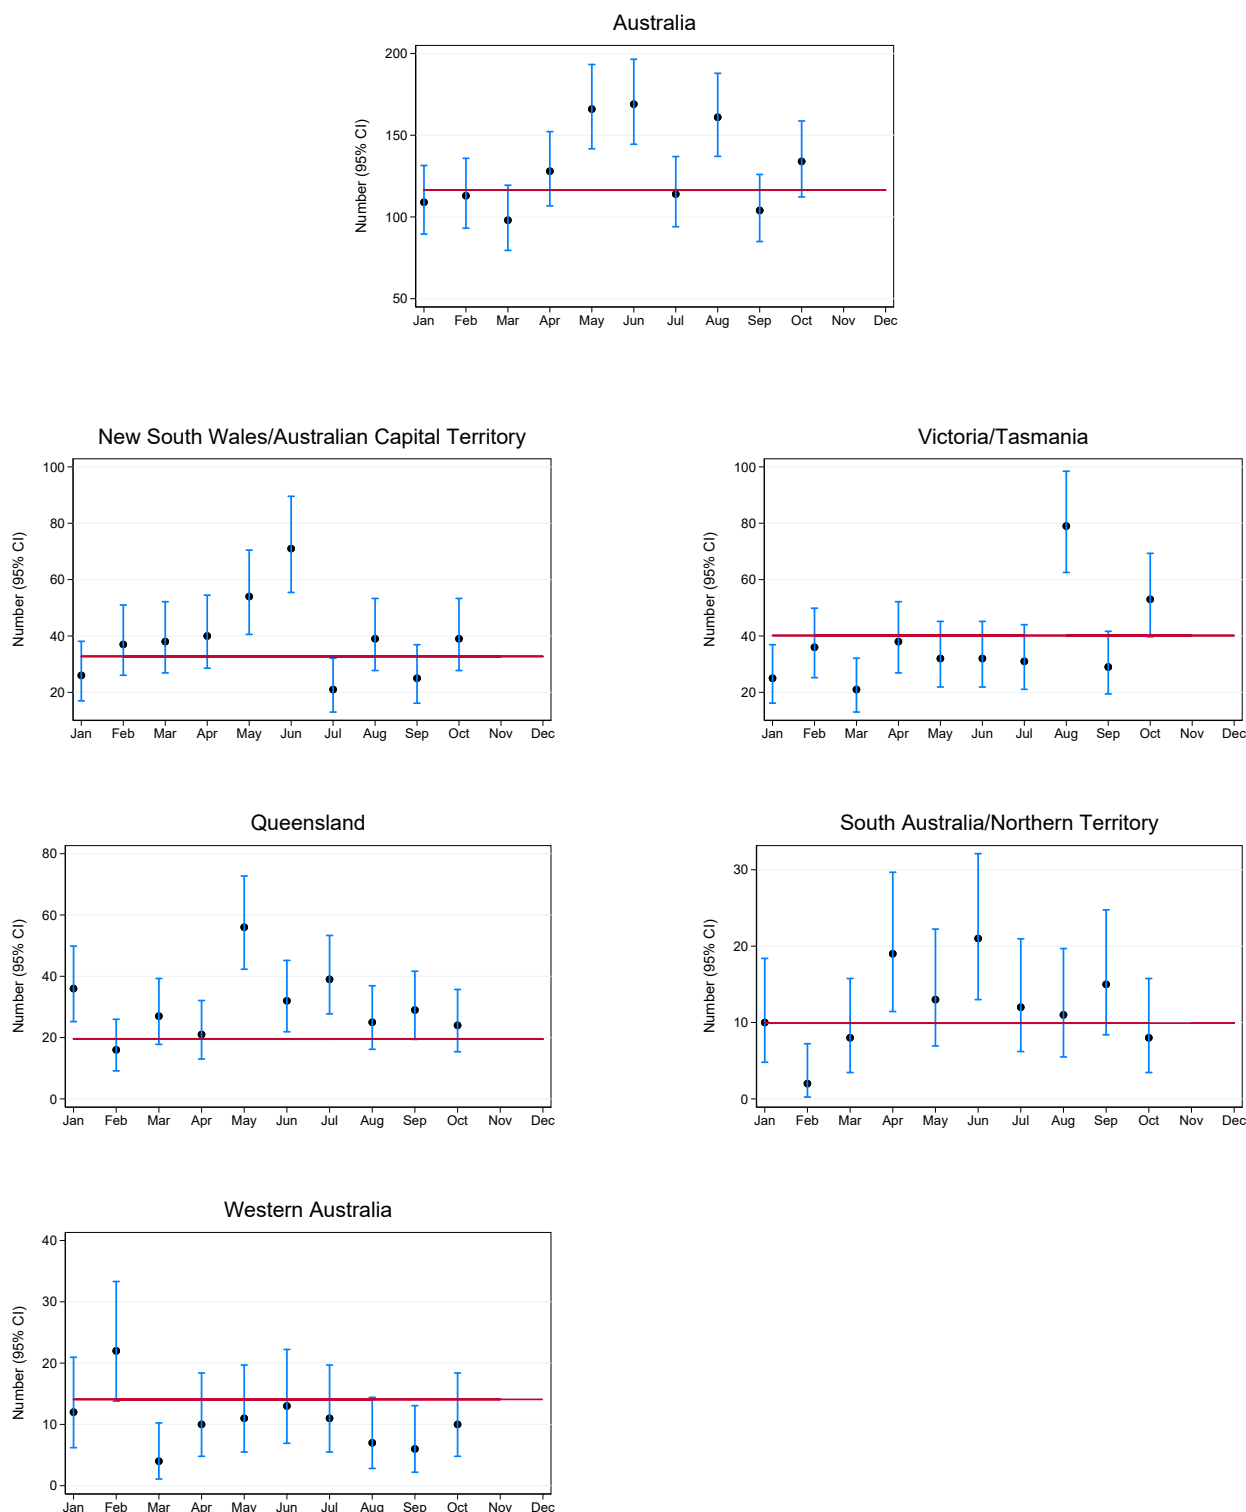 Australia
Number (95% CI)
200
150
100
50
Jan Feb Mar Apr May Jun Jul Aug Sep Oct Nov Dec
New South Wales/Australian Capital Territory
Number (95% CI)
100
80
60
40
20
Jan Feb Mar Apr May Jun Jul Aug Sep Oct Nov Dec
Victoria/Tasmania
Number (95% CI)
100
80
60
40
20
Jan Feb Mar Apr May Jun Jul Aug Sep Oct Nov Dec
Queensland
Number (95% CI)
80
60
40
20
0
Jan Feb Mar Apr May Jun Jul Aug Sep Oct Nov Dec
South Australia/Northern Territory
Number (95% CI)
30
20
10
0
Jan Feb Mar Apr May Jun Jul Aug Sep Oct Nov Dec
Western Australia
Number (95% CI)
40
30
20
10
0
Jan Feb Mar Apr May Jun Jul Aug Sep Oct Nov Dec